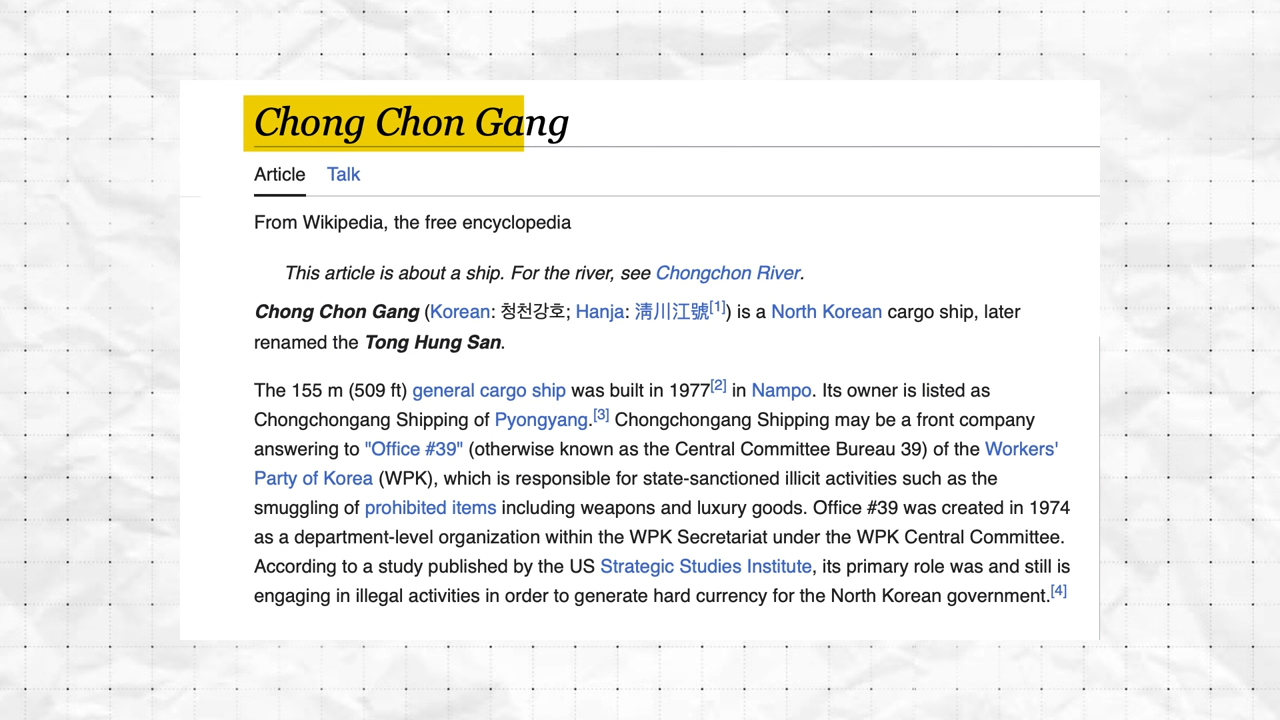 Chong Chon Gang
Article Talk
From Wikipedia, the free encyclopedia
This article is about a ship. For the river, see Chongchon River.
Chong Chon Gang (Korean: 청천강호; Hanja: 淸川江號[1]) is a North Korean cargo ship, later
renamed the Tong Hung San.
The 155 m (509 ft) general cargo ship was built in 1977[2] in Nampo. Its owner is listed as
Chongchongang Shipping of Pyongyang.[3] Chongchongang Shipping may be a front company
answering to "Office #39" (otherwise known as the Central Committee Bureau 39) of the Workers'
Party of Korea (WPK), which is responsible for state-sanctioned illicit activities such as the
smuggling of prohibited items including weapons and luxury goods. Office #39 was created in 1974
as a department-level organization within the WPK Secretariat under the WPK Central Committee.
According to a study published by the US Strategic Studies Institute, its primary role was and still is
engaging in illegal activities in order to generate hard currency for the North Korean government.[4]